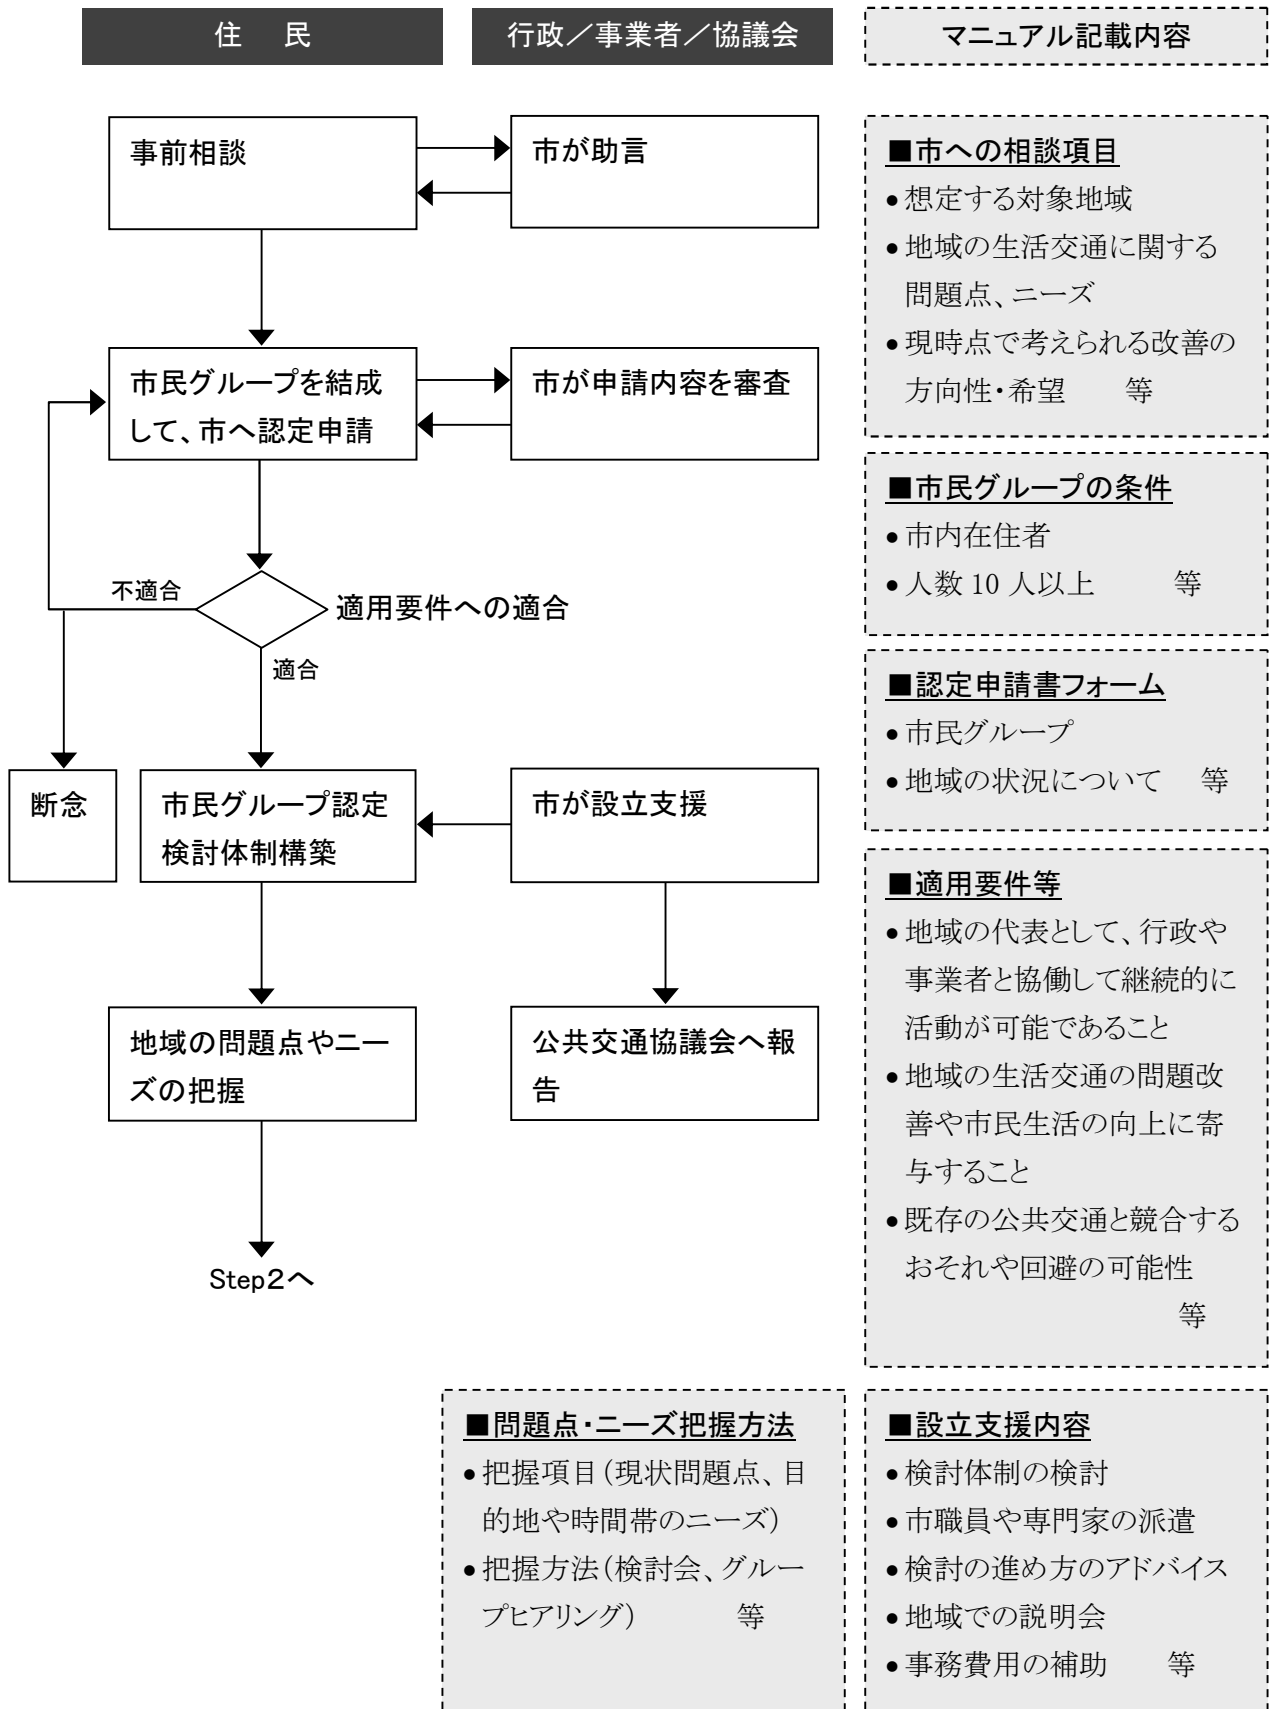 住　民
行政／事業者／協議会
マニュアル記載内容
事前相談
市が助言
市民グループを結成
して、市へ認定申請
市が申請内容を審査
不適合
適用要件への適合
適合
断念
市民グループ認定
検討体制構築
市が設立支援
地域の問題点やニー
ズの把握
公共交通協議会へ報
告
Step２へ
■市への相談項目
●想定する対象地域
●地域の生活交通に関する
問題点、ニーズ
●現時点で考えられる改善の
方向性・希望　　等
■市民グループの条件
●市内在住者
●人数 10 人以上　　　等
■認定申請書フォーム
●市民グループ
●地域の状況について　等
■適用要件等
●地域の代表として、行政や
事業者と協働して継続的に
活動が可能であること
●地域の生活交通の問題改
善や市民生活の向上に寄
与すること
●既存の公共交通と競合する
おそれや回避の可能性
等
■問題点・ニーズ把握方法
●把握項目（現状問題点、目
的地や時間帯のニーズ）
●把握方法（検討会、グルー
プヒアリング）　　　等
■設立支援内容
●検討体制の検討
●市職員や専門家の派遣
●検討の進め方のアドバイス
●地域での説明会
●事務費用の補助　　等